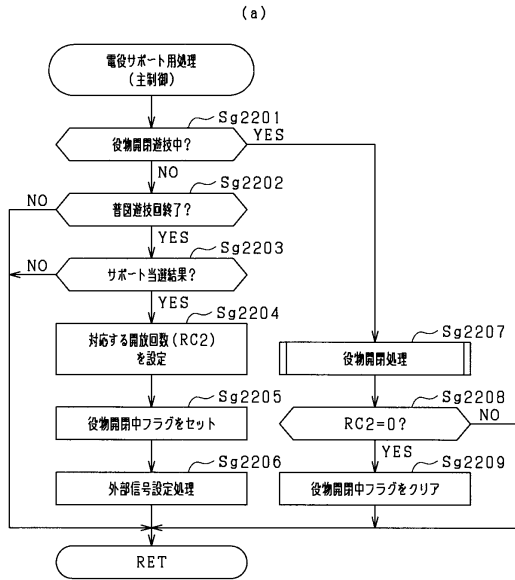 (a)
電役サポート用処理
(主制御)
Sg2201
役物開閉遊技中?
YES
NO
Sg2202
NO
普図遊技回終了?
YES
Sg2203
NO
サポート当選結果?
YES
Sg2204
対応する開放回数(RC2)
を設定
Sg2205
役物開閉中フラグをセット
Sg2206
外部信号設定処理
Sg2207
役物開閉処理
Sg2208
RC2=0?
NO
YES
Sg2209
役物開閉中フラグをクリア
RET